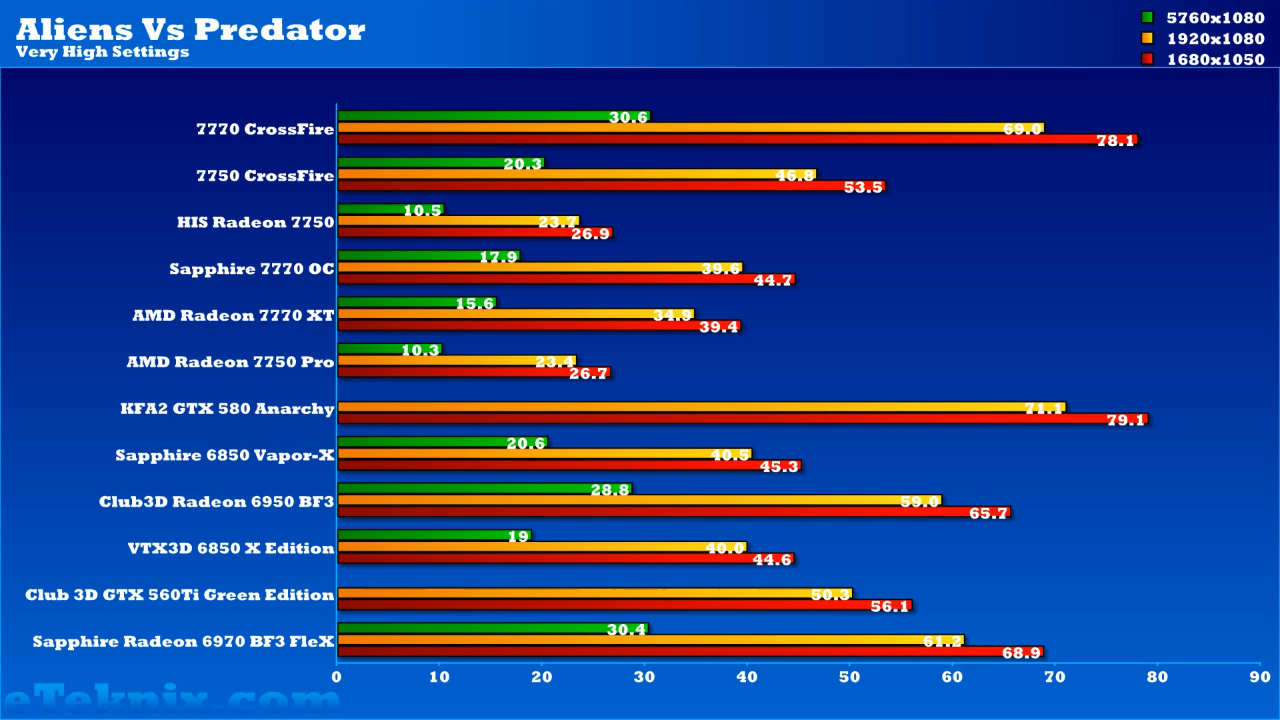 Aliens Vs Predator
Very High Settings
5760x1080
1920x1080
1680x1050
7770 CrossFire
30.6
69.0
78.1
7750 CrossFire
20.3
46.8
53.5
HIS Radeon 7750
10.5
23.7
26.9
Sapphire 7770 OC
17.9
39.6
44.7
AMD Radeon 7770 XT
15.6
34.9
39.4
AMD Radeon 7750 Pro
10.3
23.4
26.7
KFA2 GTX 580 Anarchy
71.1
79.1
Sapphire 6850 Vapor-X
20.6
40.5
45.3
Club3D Radeon 6950 BF3
28.8
59.0
65.7
VTX3D 6850 X Edition
19
40.0
44.6
Club 3D GTX 560Ti Green Edition
50.3
56.1
Sapphire Radeon 6970 BF3 FleX
30.4
61.2
68.9
0 10 20 30 40 50 60 70 80 90
eTeknix.com